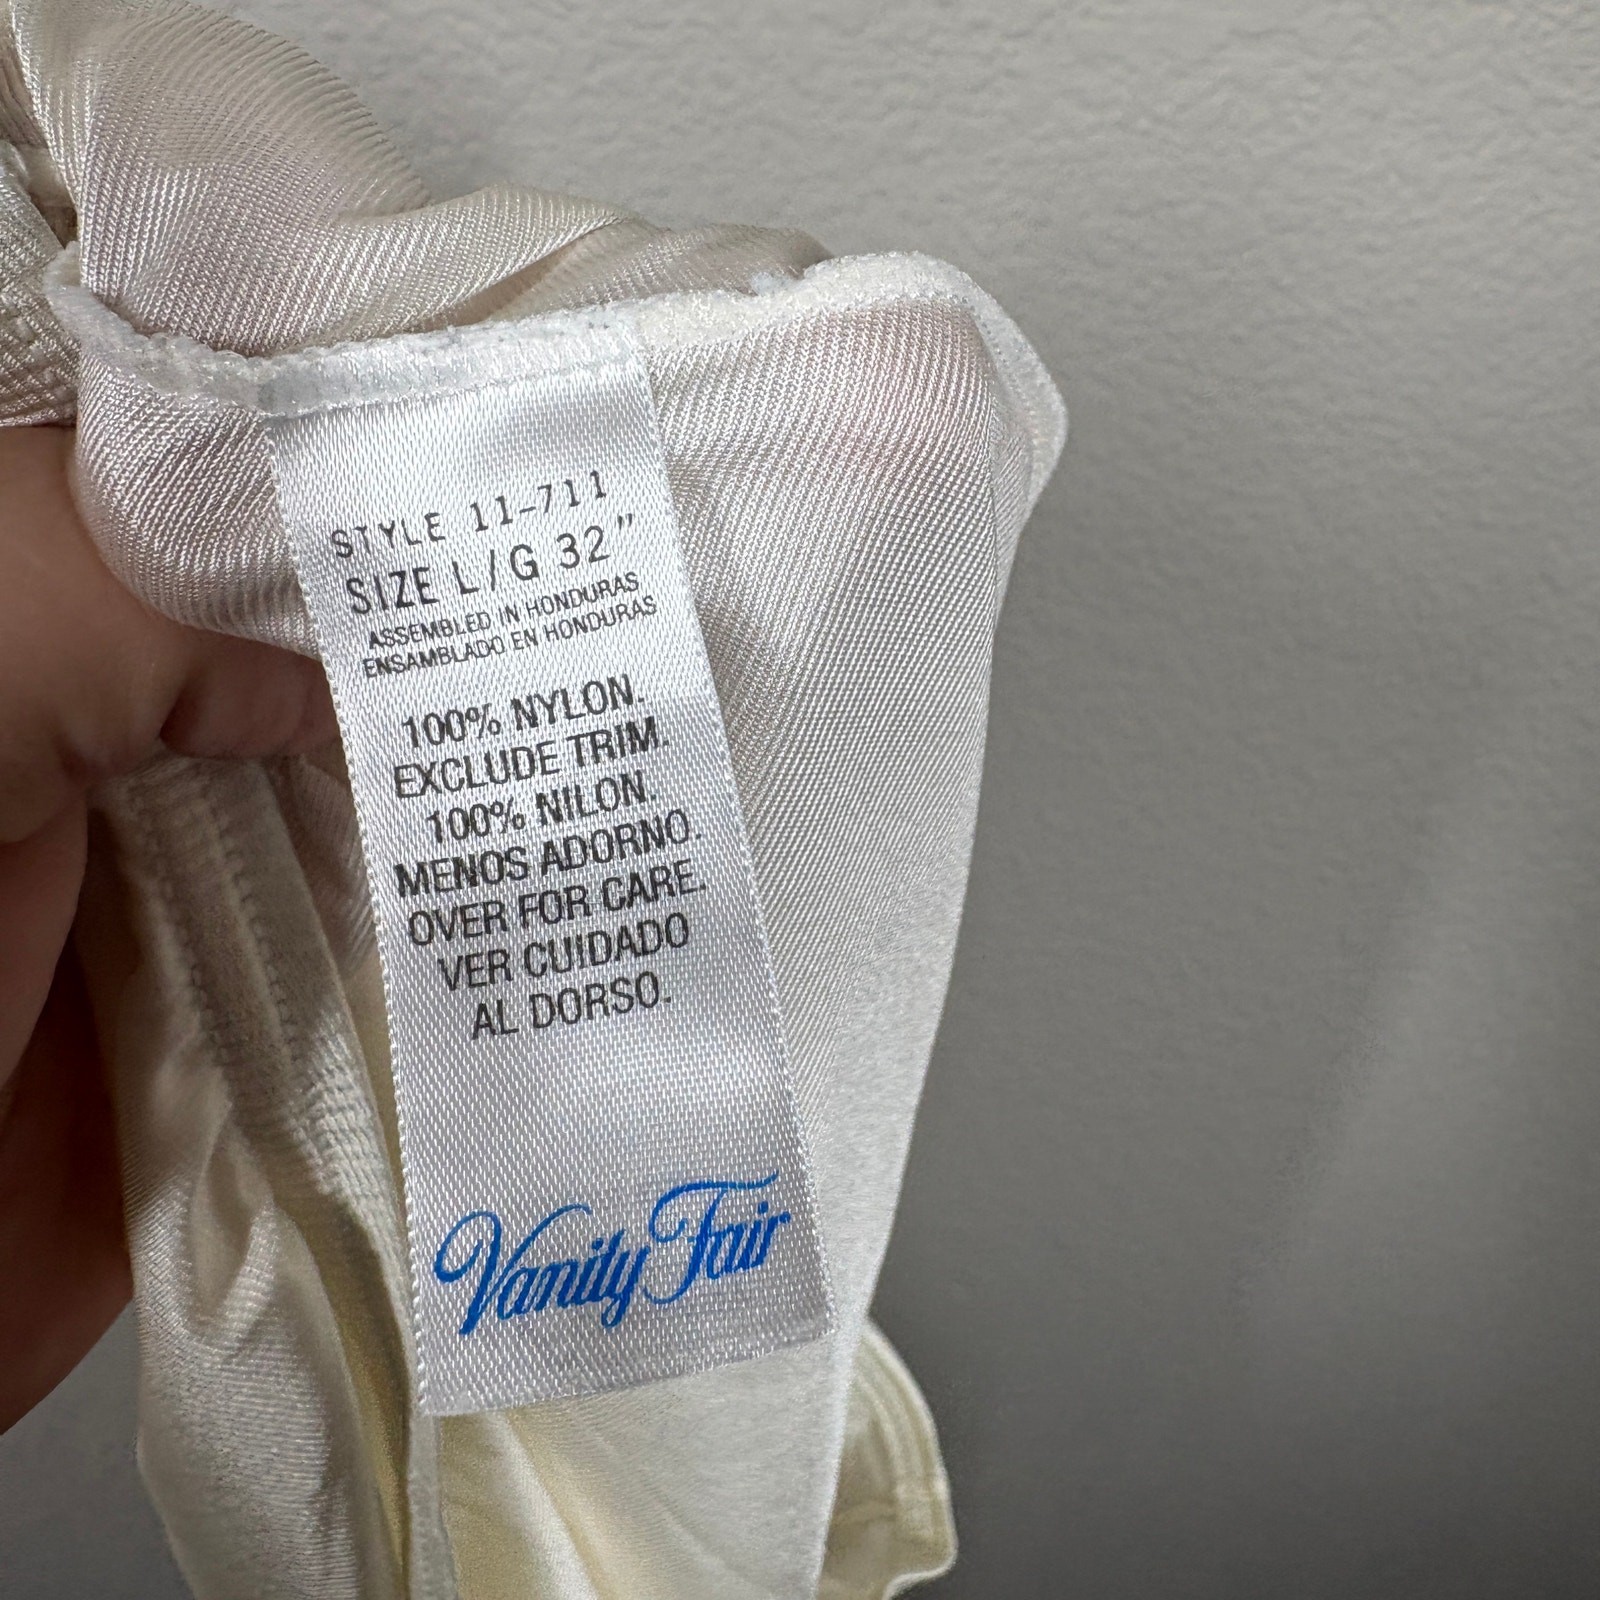 STYLE 11-711
SIZE L/G 32"
ASSEMBLED IN HONDURAS
ENSAMBLADO EN HONDURAS
100% NYLON.
EXCLUDE TRIM.
100% NILON.
MENOS ADORNO.
OVER FOR CARE.
VER CUIDADO
AL DORSO.
Vanity Fair